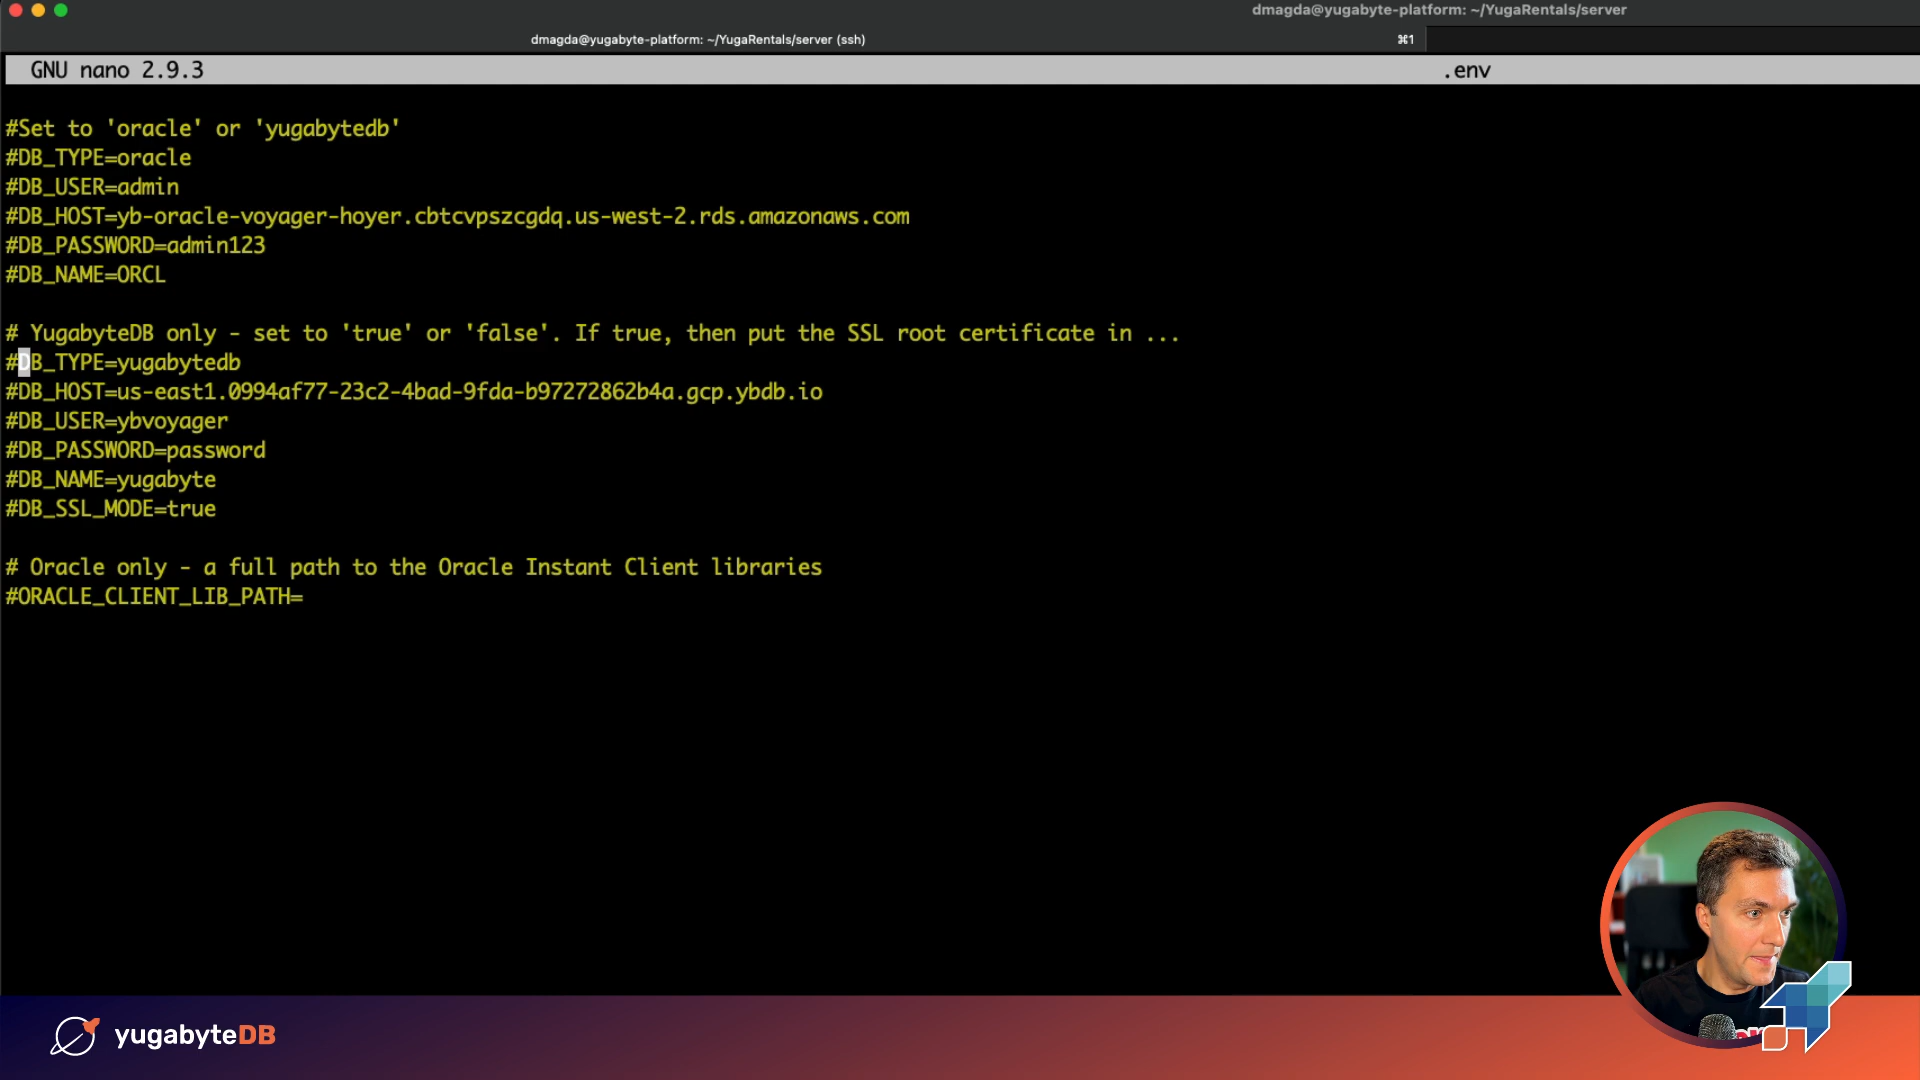 dmagda@yugabyte-platform: ~/YugaRentals/server
dmagda@yugabyte-platform: ~/YugaRentals/server (ssh)
⌘1
GNU nano 2.9.3
.env
#Set to 'oracle' or 'yugabytedb'
#DB_TYPE=oracle
#DB_USER=admin
#DB_HOST=yb-oracle-voyager-hoyer.cbtcvpszcgdq.us-west-2.rds.amazonaws.com
#DB_PASSWORD=admin123
#DB_NAME=ORCL
# YugabyteDB only - set to 'true' or 'false'. If true, then put the SSL root certificate in ...
#DB_TYPE=yugabytedb
#DB_HOST=us-east1.0994af77-23c2-4bad-9fda-b97272862b4a.gcp.ybdb.io
#DB_USER=ybvoyager
#DB_PASSWORD=password
#DB_NAME=yugabyte
#DB_SSL_MODE=true
# Oracle only - a full path to the Oracle Instant Client libraries
#ORACLE_CLIENT_LIB_PATH=
yugabyteDB